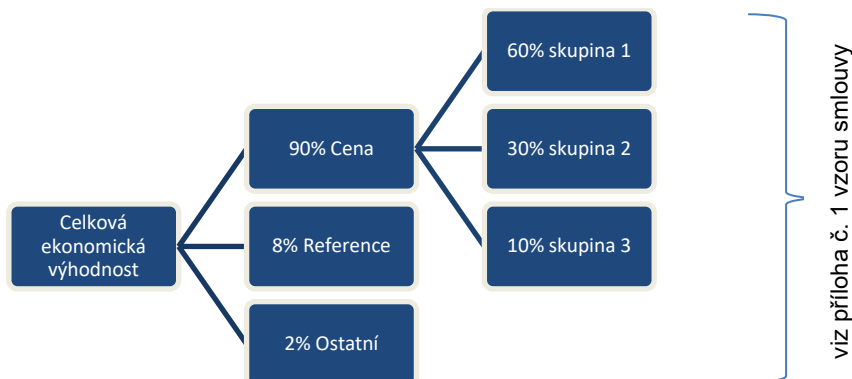 Celková
ekonomická
výhodnost
90% Cena
8% Reference
2% Ostatní
60% skupina 1
30% skupina 2
10% skupina 3
viz příloha č. 1 vzoru smlouvy